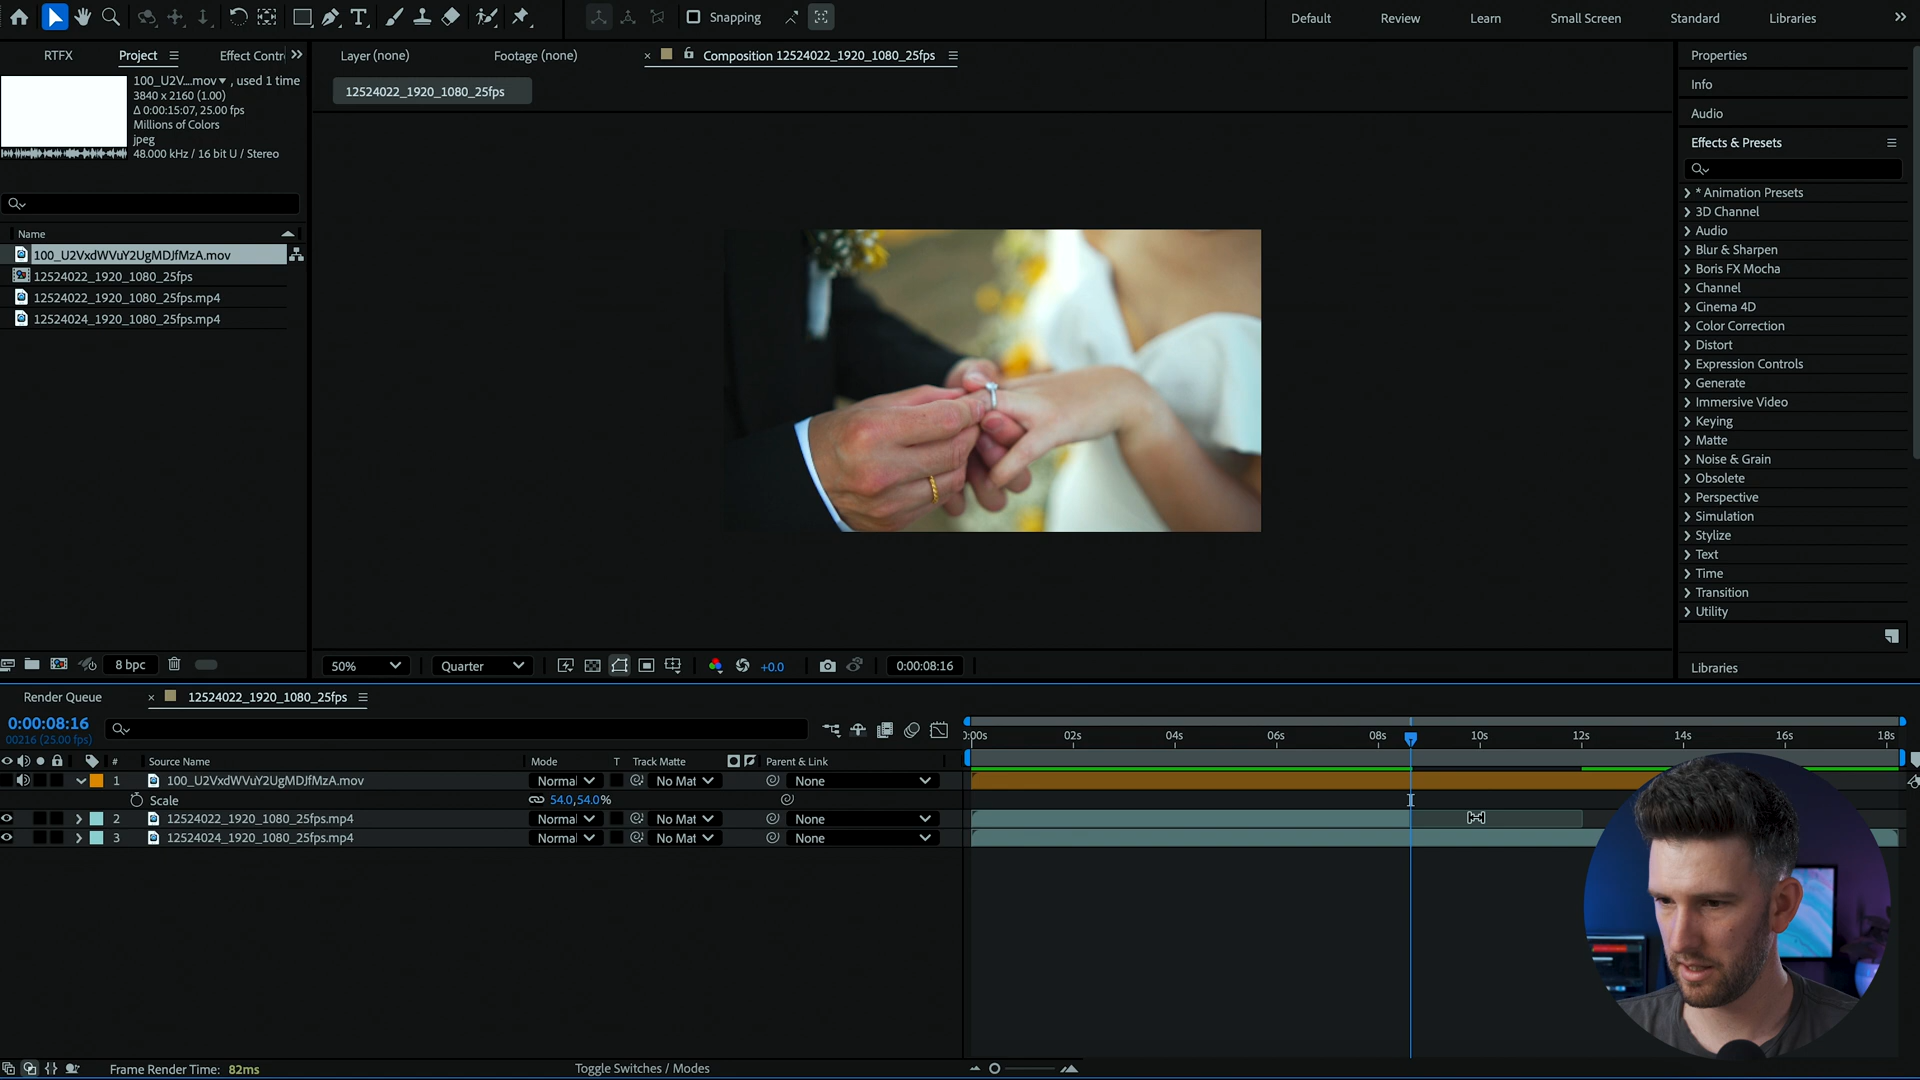 Snapping
Default
Review
Learn
Small Screen
Standard
Libraries
RTFX
Project
Effect Contr
Layer (none)
Footage (none)
Composition 12524022_1920_1080_25fps
Properties
100_U2V....mov, used 1 time
3840 x 2160 (1.00)
Δ 0:00:15:07, 25.00 fps
Millions of Colors
jpeg
48.000 kHz / 16 bit U / Stereo
12524022_1920_1080_25fps
Info
Audio
Effects & Presets
* Animation Presets
3D Channel
Audio
Blur & Sharpen
Boris FX Mocha
Channel
Cinema 4D
Color Correction
Distort
Expression Controls
Generate
Immersive Video
Keying
Matte
Noise & Grain
Obsolete
Perspective
Simulation
Stylize
Text
Time
Transition
Utility
Libraries
Name
100_U2VxdWVuY2UgMDJfMzA.mov
12524022_1920_1080_25fps
12524022_1920_1080_25fps.mp4
12524024_1920_1080_25fps.mp4
8 bpc
50%
Quarter
+0.0
0:00:08:16
Render Queue
12524022_1920_1080_25fps
0:00:08:16
00216 (25.00 fps)
0:00s
02s
04s
06s
08s
10s
12s
14s
16s
18s
#
Source Name
Mode
T
Track Matte
Parent & Link
1
100_U2VxdWVuY2UgMDJfMzA.mov
Normal
No Mat
None
Scale
54.0,54.0%
2
12524022_1920_1080_25fps.mp4
Normal
No Mat
None
3
12524024_1920_1080_25fps.mp4
Normal
No Mat
None
Frame Render Time: 82ms
Toggle Switches / Modes